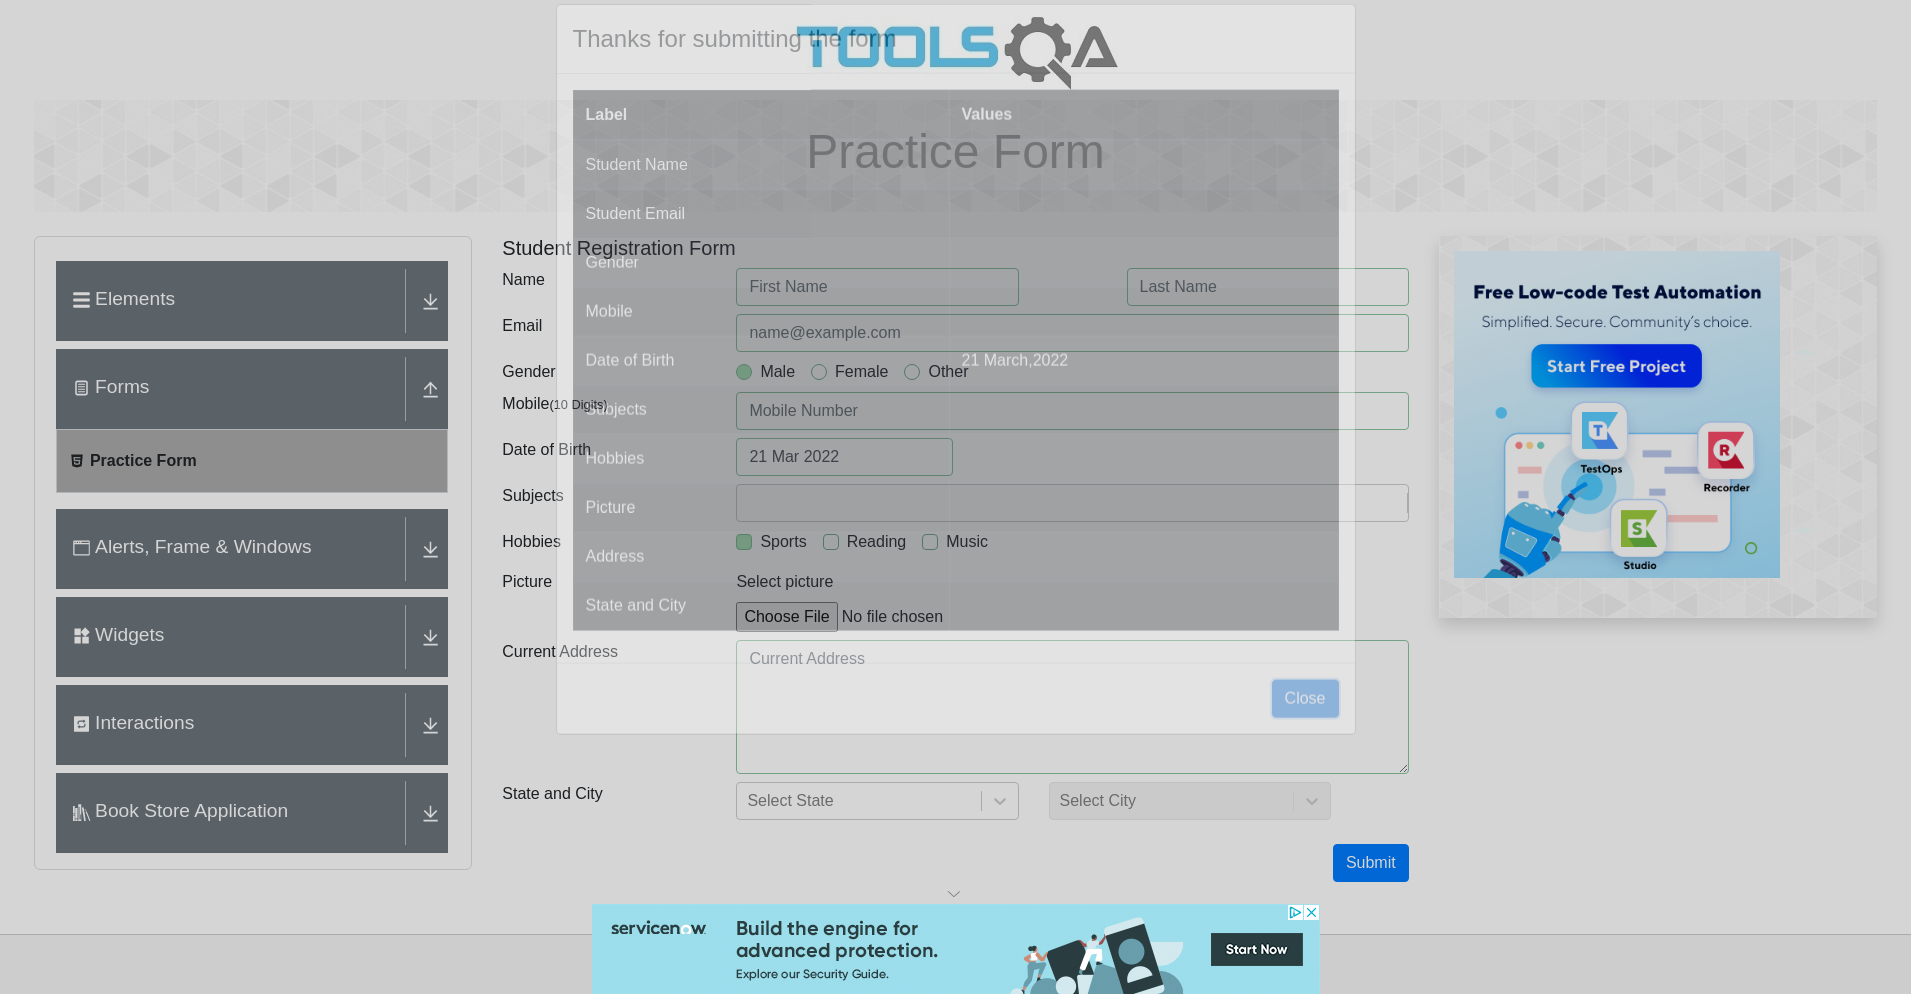 TOOLSQA
Thanks for submitting the form
Label Values
Student Name
Student Email
Gender
Mobile
Date of Birth 21 March,2022
Subjects
Hobbies
Picture
Address
State and City
Close
Practice Form
Elements
Forms
Practice Form
Alerts, Frame & Windows
Widgets
Interactions
Book Store Application
Student Registration Form
Name First Name Last Name
Email name@example.com
Gender Male Female Other
Mobile(10 Digits) Mobile Number
Date of Birth 21 Mar 2022
Subjects
Hobbies Sports Reading Music
Picture Select picture
Choose File No file chosen
Current Address Current Address
State and City Select State Select City
Submit
Free Low-code Test Automation
Simplified. Secure. Community's choice.
Start Free Project
T
TestOps
R
Recorder
S
Studio
servicenow
Build the engine for
advanced protection.
Explore our Security Guide.
Start Now